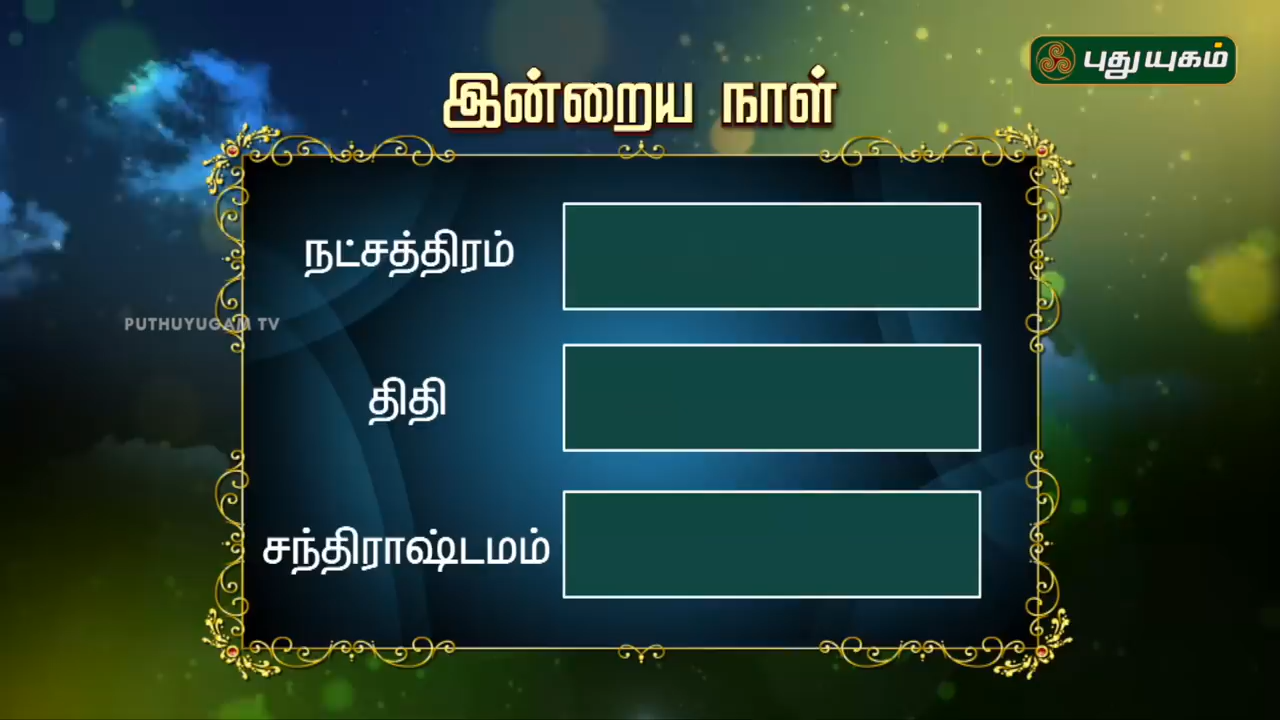 புதுயுகம்
இன்றைய நாள்
நட்சத்திரம்
PUTHUYUGAM TV
திதி
சந்திராஷ்டமம்